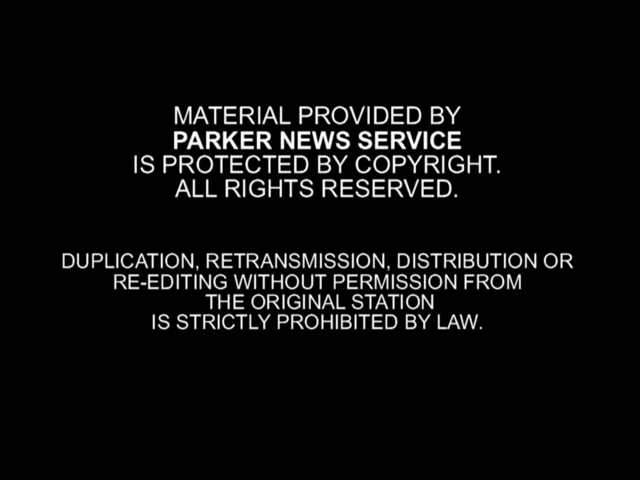 MATERIAL PROVIDED BY
PARKER NEWS SERVICE
IS PROTECTED BY COPYRIGHT.
ALL RIGHTS RESERVED.
DUPLICATION, RETRANSMISSION, DISTRIBUTION OR
RE-EDITING WITHOUT PERMISSION FROM
THE ORIGINAL STATION
IS STRICTLY PROHIBITED BY LAW.